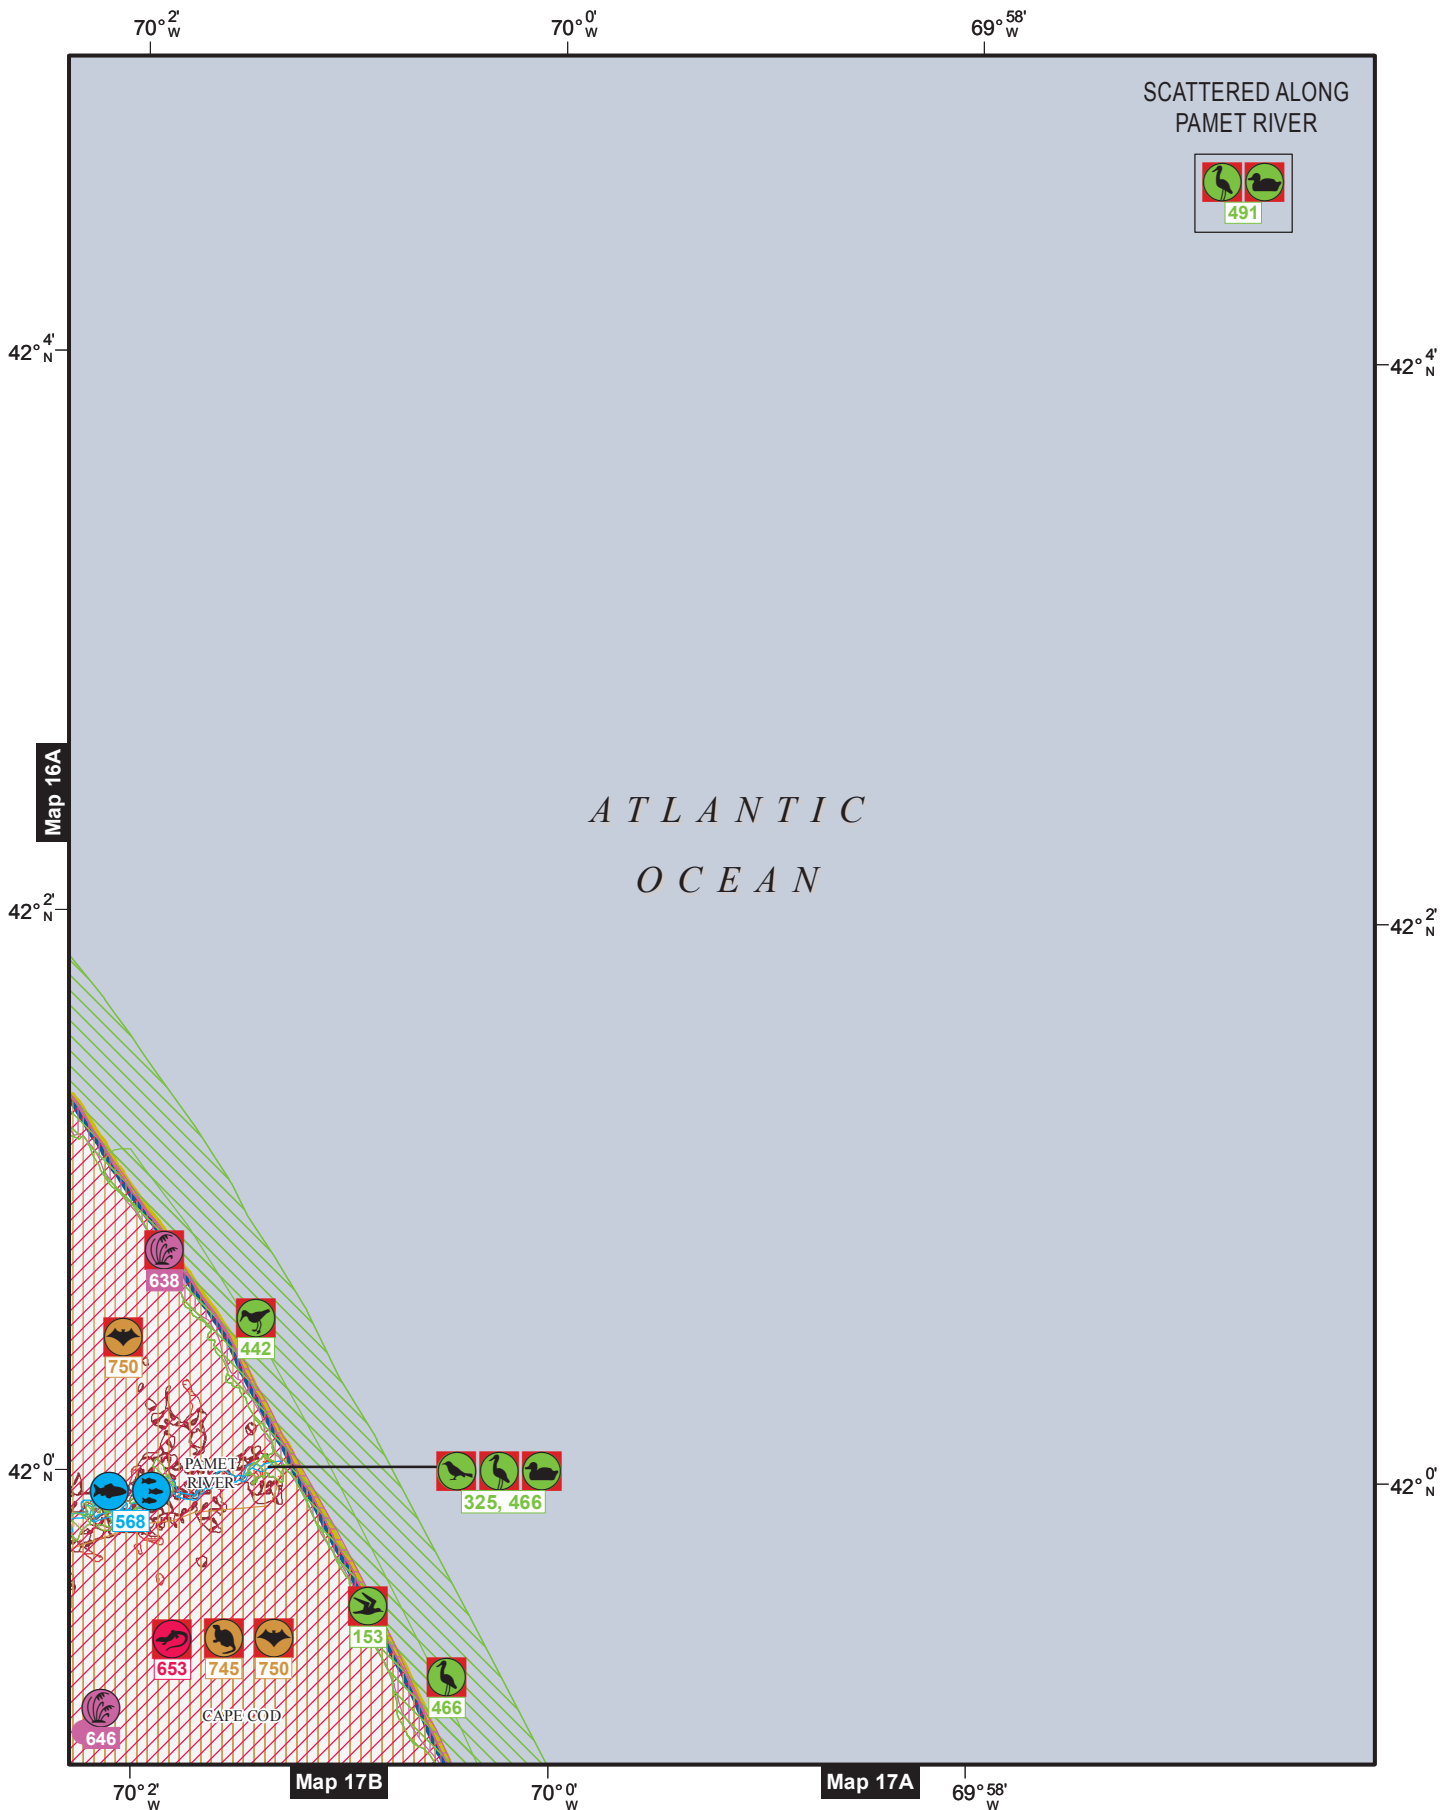 70° 2' W
70° 0' W
69° 58' W
SCATTERED ALONG
PAMET RIVER
491
42° 4' N
42° 4' N
Map 16A
ATLANTIC
OCEAN
42° 2' N
42° 2' N
638
442
750
PAMET
RIVER
42° 0' N
42° 0' N
325, 466
568
153
653
745
750
466
CAPE COD
646
Map 17B
Map 17A
70° 2' W
70° 0' W
69° 58' W